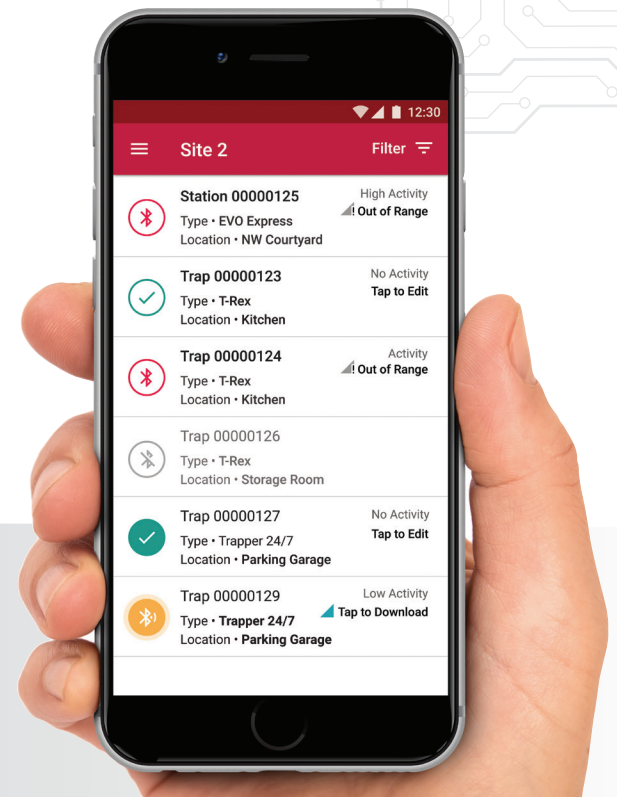 12:30
Site 2
Filter
Station 00000125
High Activity
! Out of Range
Type • EVO Express
Location • NW Courtyard
Trap 00000123
No Activity
Tap to Edit
Type • T-Rex
Location • Kitchen
Trap 00000124
Activity
! Out of Range
Type • T-Rex
Location • Kitchen
Trap 00000126
Type • T-Rex
Location • Storage Room
Trap 00000127
No Activity
Tap to Edit
Type • Trapper 24/7
Location • Parking Garage
Trap 00000129
Low Activity
Tap to Download
Type • Trapper 24/7
Location • Parking Garage